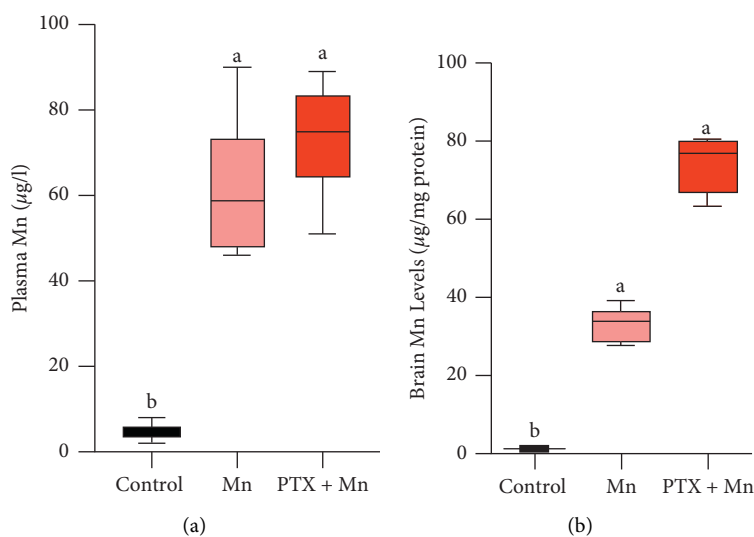 100
80
60
40
20
0
Plasma Mn (µg/l)
a
a
b
Control
Mn
PTX + Mn
(a)
100
80
60
40
20
0
Brain Mn Levels (µg/mg protein)
a
a
b
Control
Mn
PTX + Mn
(b)